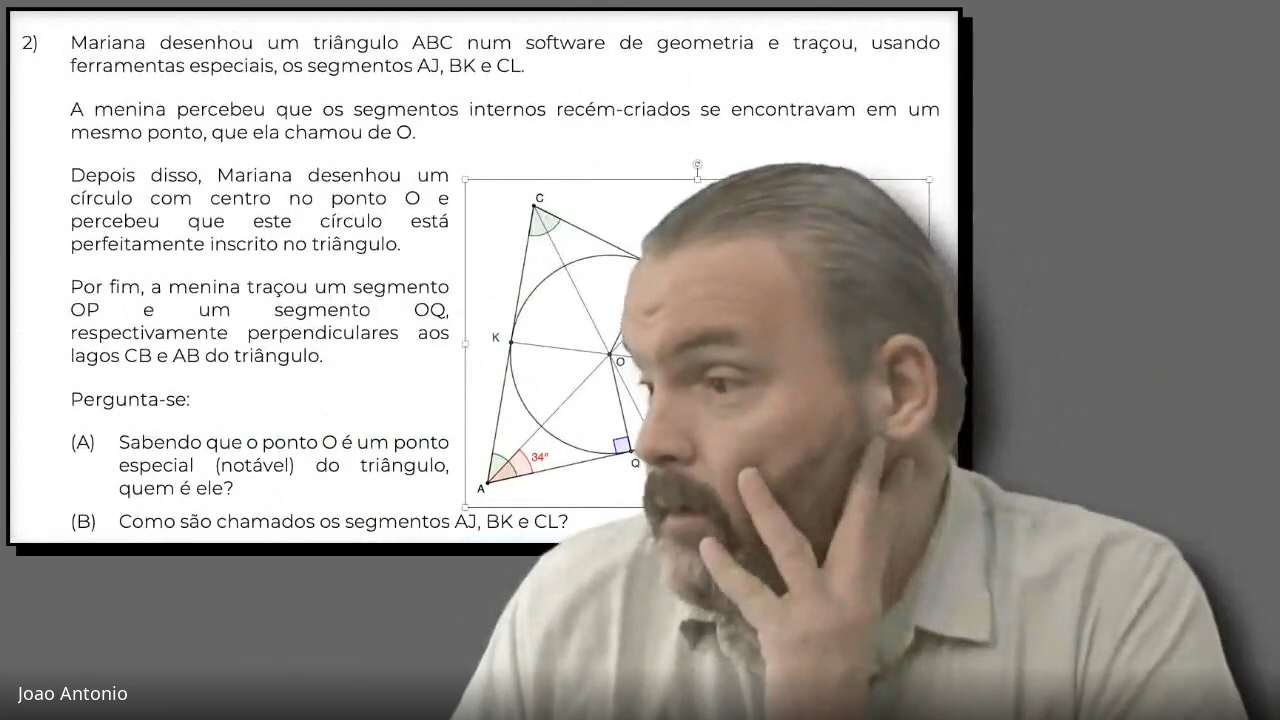 2) Mariana desenhou um triângulo ABC num software de geometria e traçou, usando
ferramentas especiais, os segmentos AJ, BK e CL.
A menina percebeu que os segmentos internos recém-criados se encontravam em um
mesmo ponto, que ela chamou de O.
Depois disso, Mariana desenhou um
círculo com centro no ponto O e
percebeu que este círculo está
perfeitamente inscrito no triângulo.
Por fim, a menina traçou um segmento
OP e um segmento OQ,
respectivamente perpendiculares aos
lagos CB e AB do triângulo.
Pergunta-se:
(A) Sabendo que o ponto O é um ponto
especial (notável) do triângulo,
quem é ele?
(B) Como são chamados os segmentos AJ, BK e CL?
C
K
O
34°
Q
A
Joao Antonio